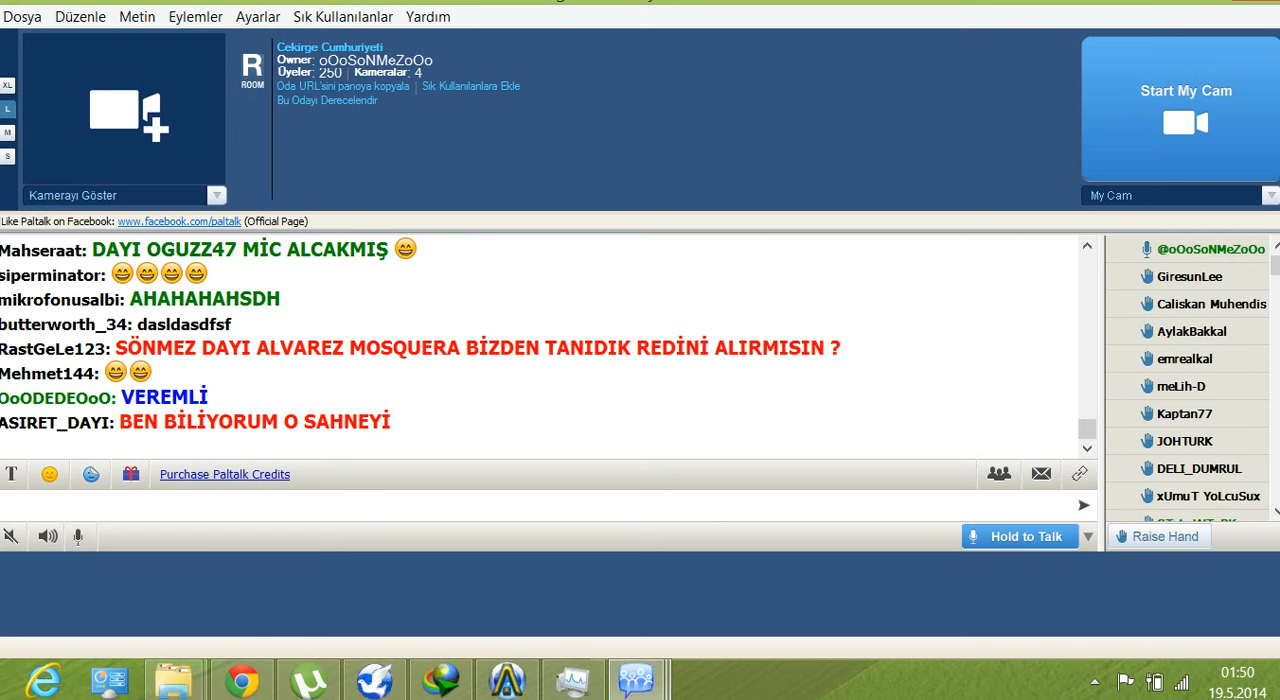 Dosya Düzenle Metin Eylemler Ayarlar Sık Kullanılanlar Yardım
XL
L
M
S
Kamerayı Göster
R
ROOM
Cekirge Cumhuriyeti
Owner: oOoSoNMeZoOo
Üyeler: 250 | Kameralar: 4
Oda URL'sini panoya kopyala | Sık Kullanılanlara Ekle
Bu Odayı Derecelendir
Start My Cam
My Cam
Like Paltalk on Facebook: www.facebook.com/paltalk (Official Page)
Mahseraat: DAYI OGUZZ47 MİC ALCAKMIŞ
siperminator:
mikrofonusalbi: AHAHAHAHSDH
butterworth_34: dasldasdfsf
RastGeLe123: SÖNMEZ DAYI ALVAREZ MOSQUERA BİZDEN TANIDIK REDİNİ ALIRMISIN ?
Mehmet144:
OoODEDEOoO: VEREMLİ
ASIRET_DAYI: BEN BİLİYORUM O SAHNEYİ
@oOoSoNMeZoOo
GiresunLee
Caliskan Muhendis
AylakBakkal
emrealkal
meLih-D
Kaptan77
JOHTURK
DELI_DUMRUL
xUmuT YoLcuSux
T
Purchase Paltalk Credits
Hold to Talk
Raise Hand
01:50
19.5.2014